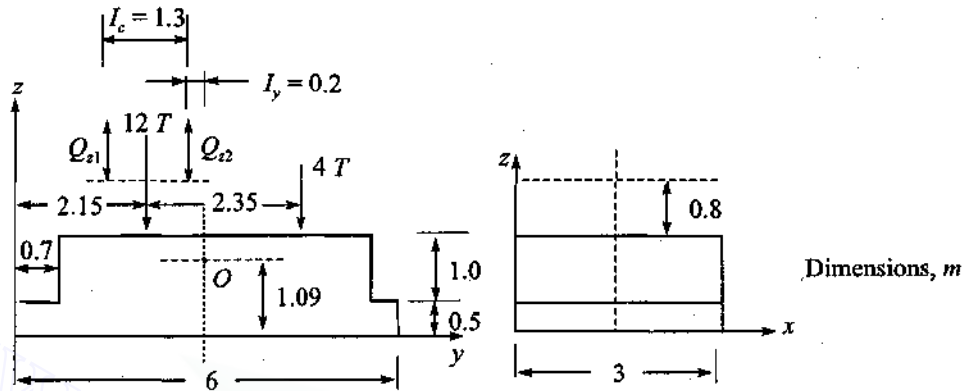 I_c = 1.3
z
I_y = 0.2
12 T
Q_z1
Q_z2
4 T
z
2.15
2.35
0.8
0.7
O
1.09
1.0
0.5
Dimensions, m
y
x
6
3